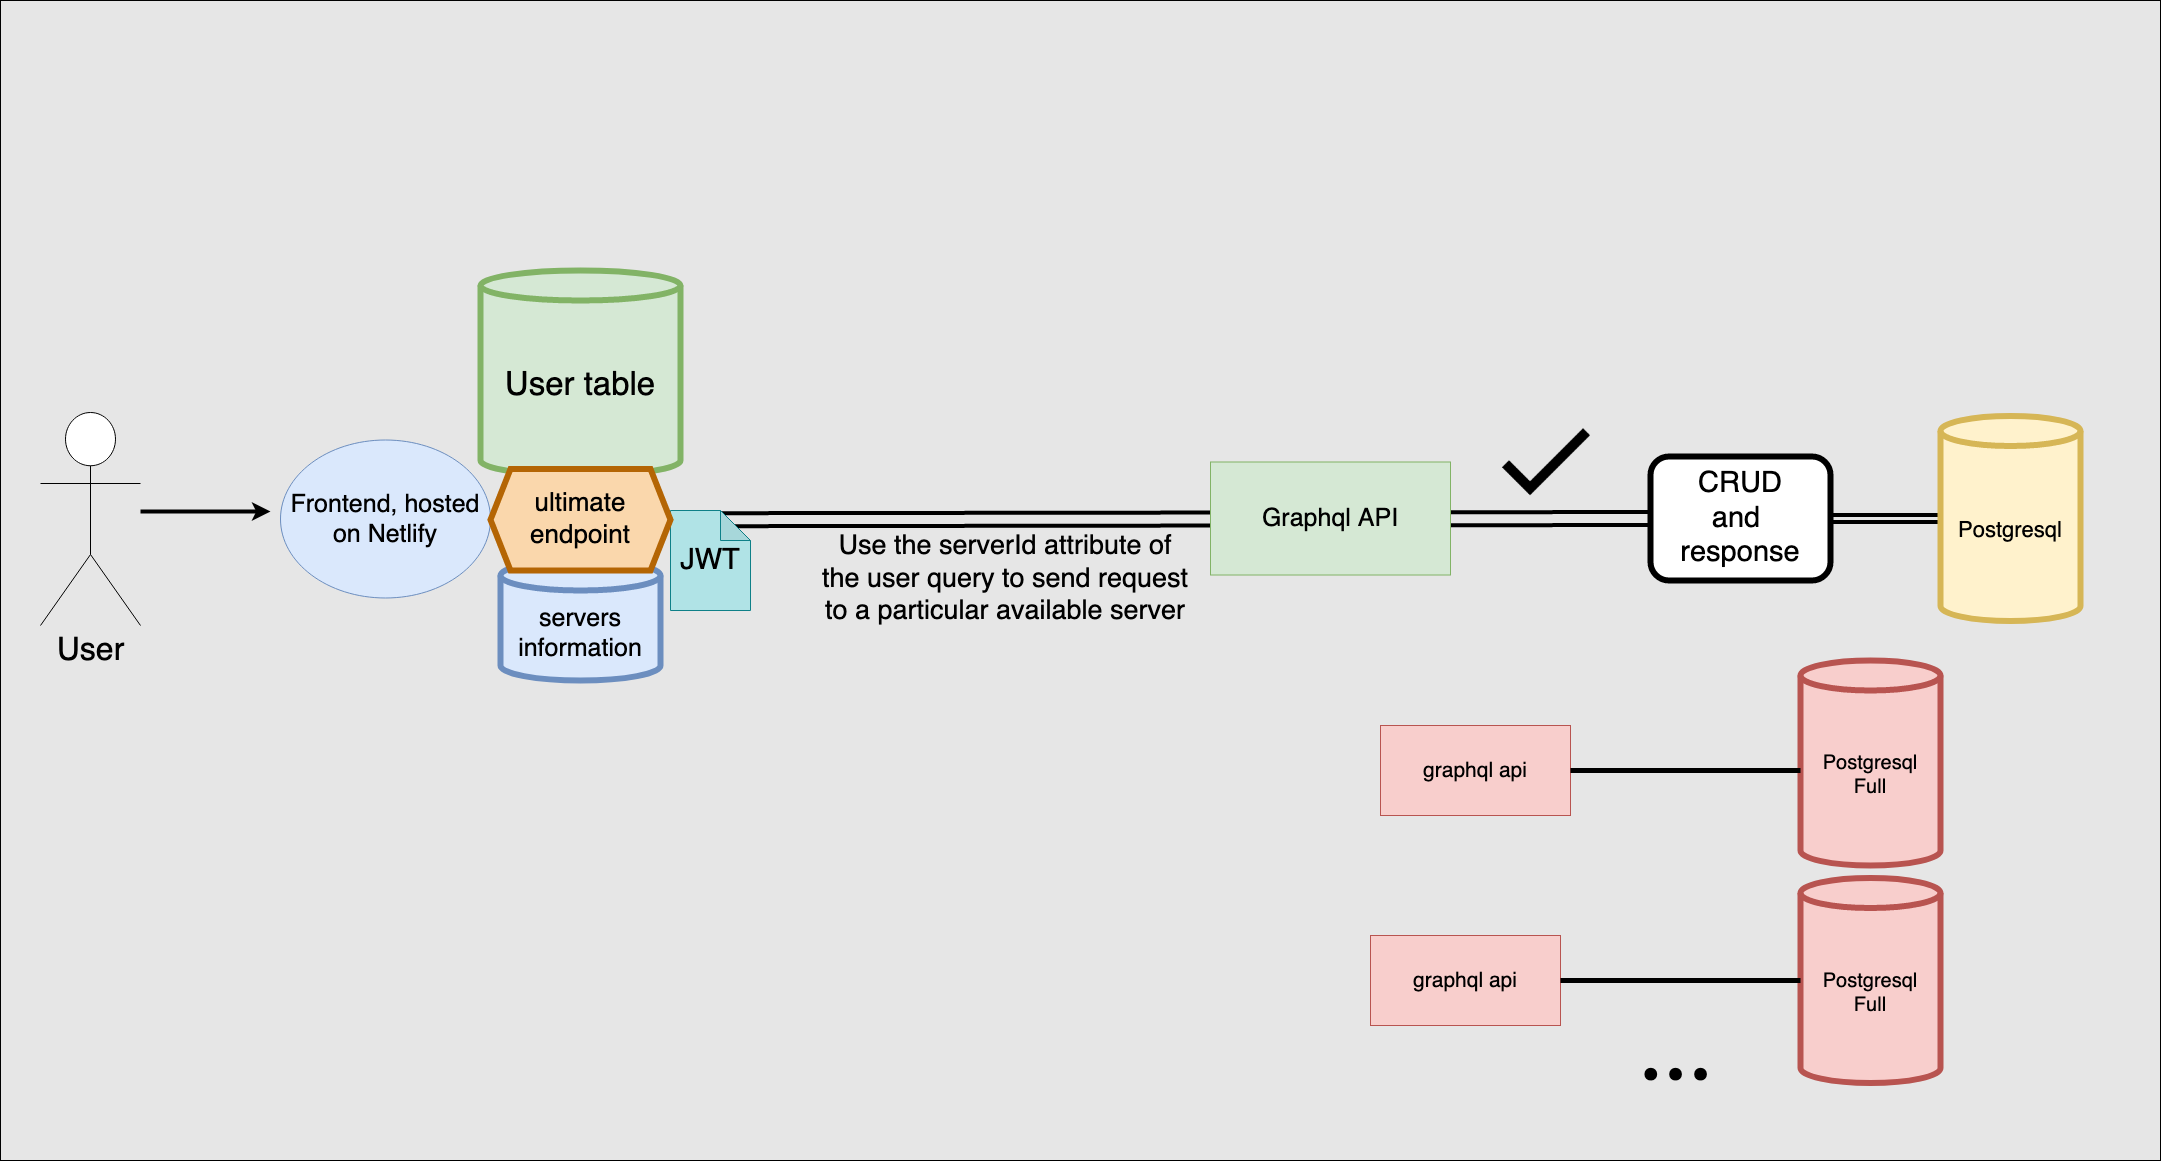 User
Frontend, hosted
on Netlify
User table
ultimate
endpoint
servers
information
JWT
Use the serverId attribute of
the user query to send request
to a particular available server
Graphql API
CRUD
and
response
Postgresql
graphql api
Postgresql
Full
graphql api
Postgresql
Full